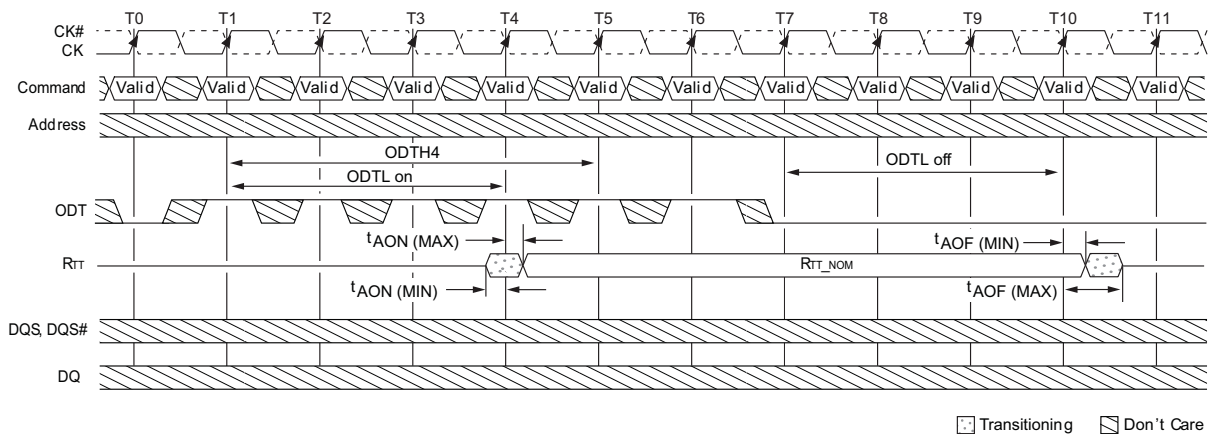 T0 T1 T2 T3 T4 T5 T6 T7 T8 T9 T10 T11
CK#
CK
Command Valid Valid Valid Valid Valid Valid Valid Valid Valid Valid Valid Valid
Address
ODTH4
ODTL off
ODTL on
ODT
tAON (MAX)
tAOF (MIN)
RTT
RTT_NOM
tAON (MIN)
tAOF (MAX)
DQS, DQS#
DQ
Transitioning Don't Care